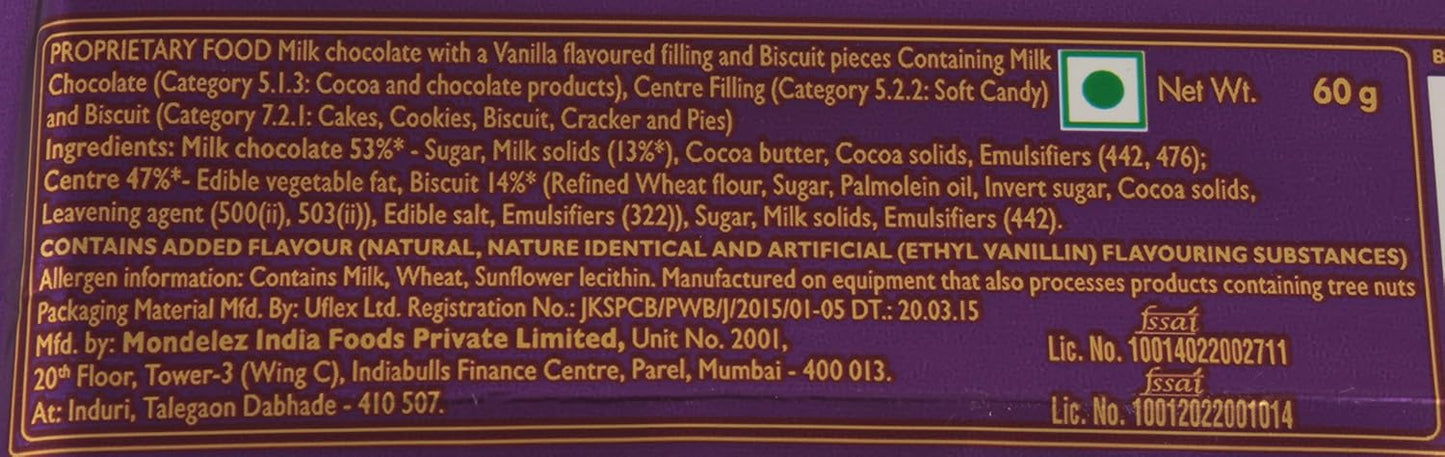 PROPRIETARY FOOD Milk chocolate with a Vanilla flavoured filling and Biscuit pieces Containing Milk
Chocolate (Category 5.1.3: Cocoa and chocolate products), Centre Filling (Category 5.2.2: Soft Candy)
and Biscuit (Category 7.2.1: Cakes, Cookies, Biscuit, Cracker and Pies)
Net Wt. 60 g
Ingredients: Milk chocolate 53%* - Sugar, Milk solids (13%*), Cocoa butter, Cocoa solids, Emulsifiers (442, 476);
Centre 47%*- Edible vegetable fat, Biscuit 14%* (Refined Wheat flour, Sugar, Palmolein oil, Invert sugar, Cocoa solids,
Leavening agent (500(ii), 503(ii)), Edible salt, Emulsifiers (322)), Sugar, Milk solids, Emulsifiers (442).
CONTAINS ADDED FLAVOUR (NATURAL, NATURE IDENTICAL AND ARTIFICIAL (ETHYL VANILLIN) FLAVOURING SUBSTANCES)
Allergen information: Contains Milk, Wheat, Sunflower lecithin. Manufactured on equipment that also processes products containing tree nuts
Packaging Material Mfd. By: Uflex Ltd. Registration No.: JKSPCB/PWB/J/2015/01-05 DT.: 20.03.15
Mfd. by: Mondelez India Foods Private Limited, Unit No. 2001,
20th Floor, Tower-3 (Wing C), Indiabulls Finance Centre, Parel, Mumbai - 400 013.
At: Induri, Talegaon Dabhade - 410 507.
fssai
Lic. No. 10014022002711
fssai
Lic. No. 10012022001014